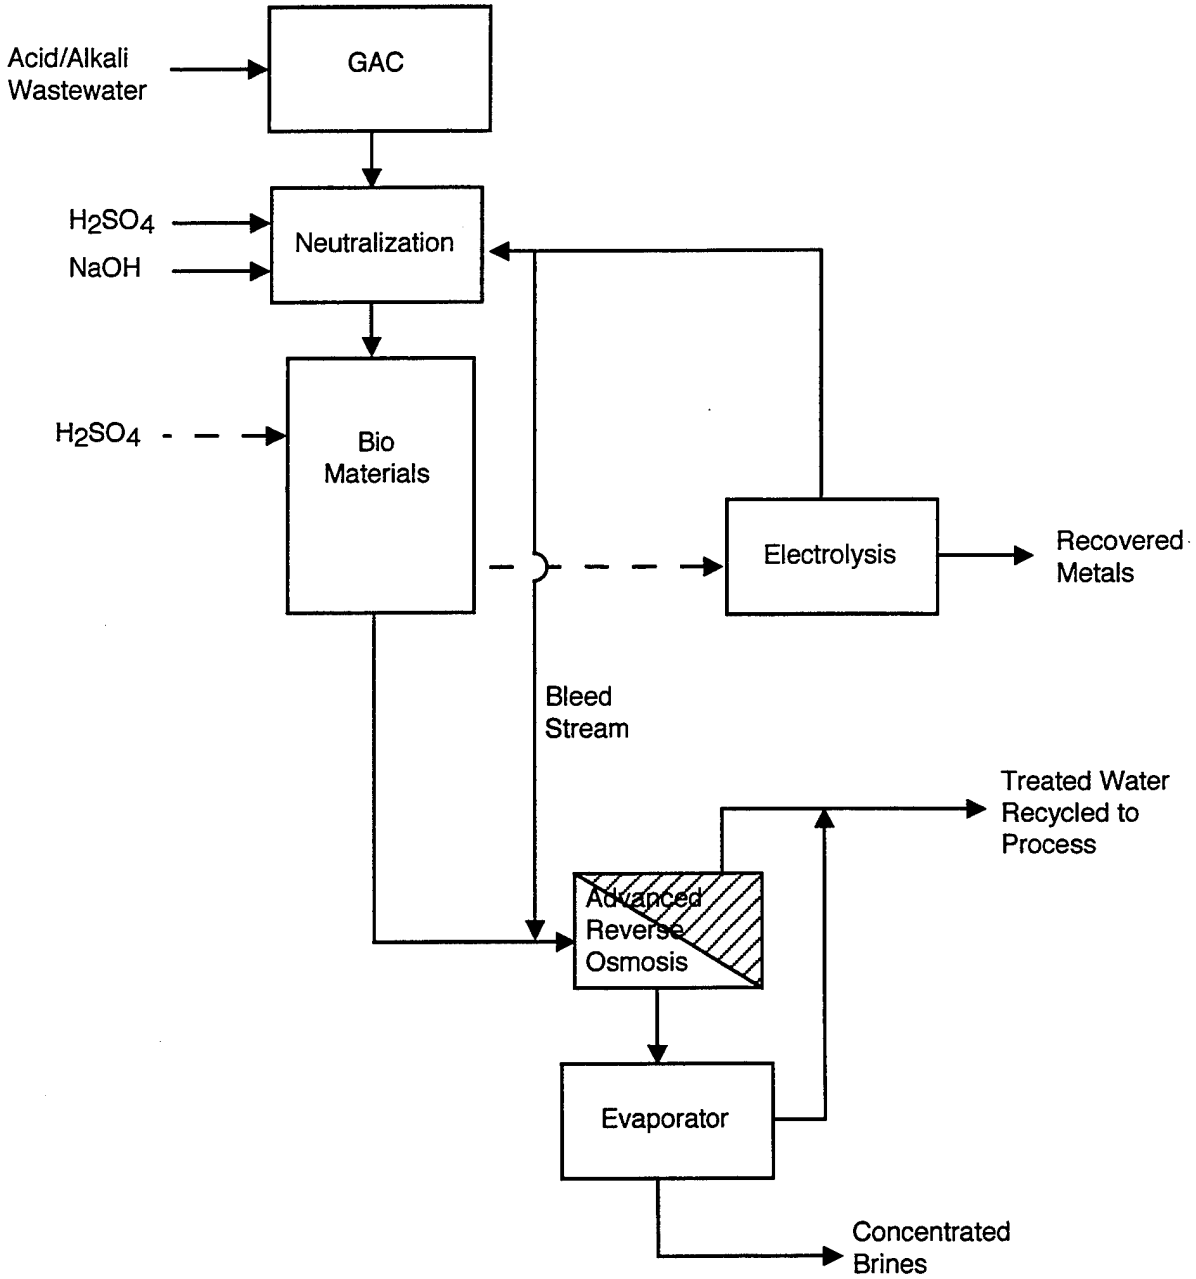 GAC
Acid/Alkali
Wastewater
H2SO4
Neutralization
NaOH
H2SO4
Bio
Materials
Electrolysis
Recovered
Metals
Bleed
Stream
Treated Water
Recycled to
Process
Advanced
Reverse
Osmosis
Evaporator
Concentrated
Brines